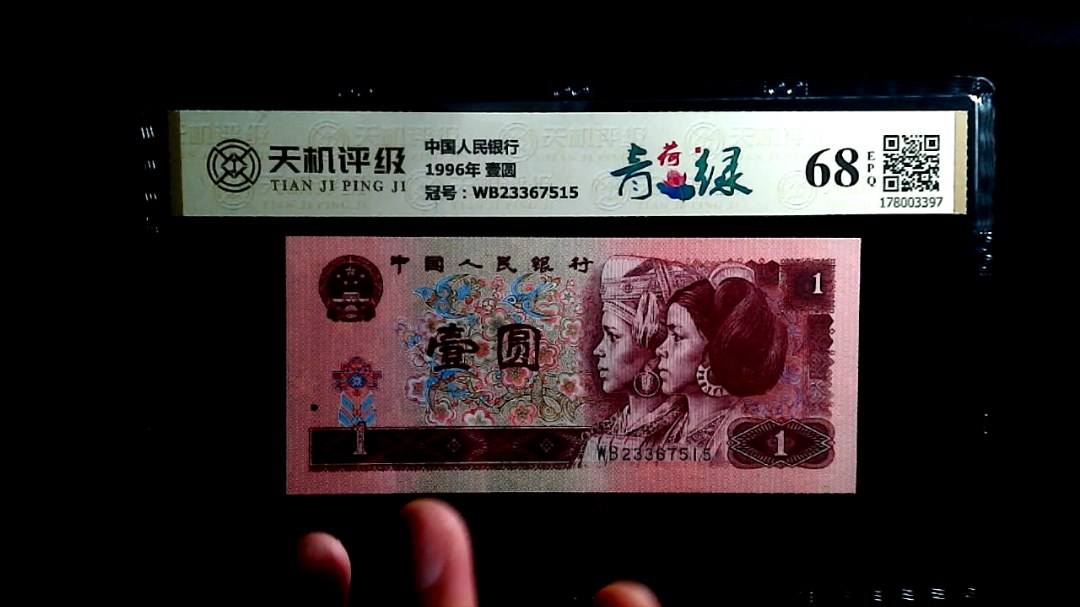 天机评级
TIAN JI PING JI
中国人民银行
1996年 壹圆
冠号：WB23367515
青荷绿
68
EPQ
178003397
中国人民银行
1
壹圆
1
WB23367515
1